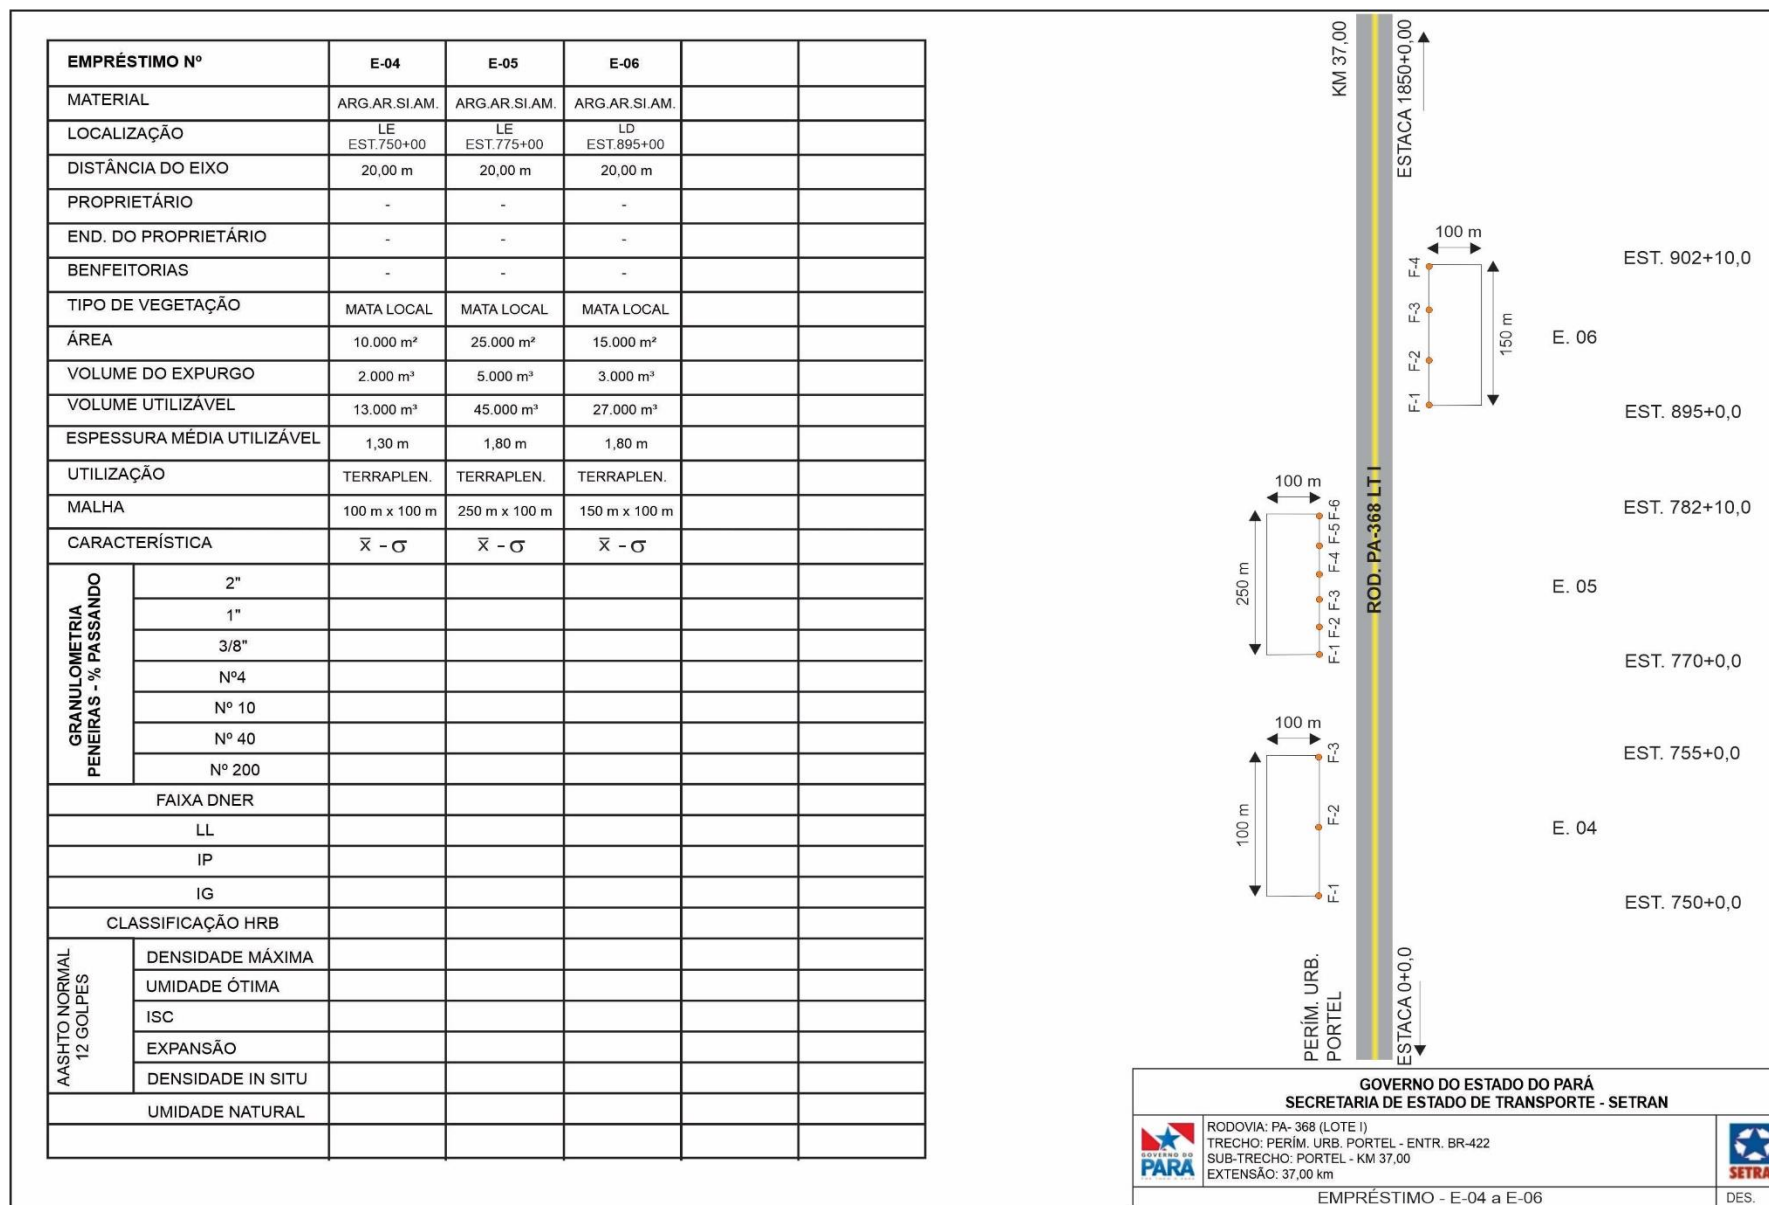 EMPRÉSTIMO Nº E-04 E-05 E-06
MATERIAL ARG.AR.SI.AM. ARG.AR.SI.AM. ARG.AR.SI.AM.
LOCALIZAÇÃO LE EST.750+00 LE EST.775+00 LD EST.895+00
DISTÂNCIA DO EIXO 20,00 m 20,00 m 20,00 m
PROPRIETÁRIO - - -
END. DO PROPRIETÁRIO - - -
BENFEITORIAS - - -
TIPO DE VEGETAÇÃO MATA LOCAL MATA LOCAL MATA LOCAL
ÁREA 10.000 m² 25.000 m² 15.000 m²
VOLUME DO EXPURGO 2.000 m³ 5.000 m³ 3.000 m³
VOLUME UTILIZÁVEL 13.000 m³ 45.000 m³ 27.000 m³
ESPESSURA MÉDIA UTILIZÁVEL 1,30 m 1,80 m 1,80 m
UTILIZAÇÃO TERRAPLEN. TERRAPLEN. TERRAPLEN.
MALHA 100 m x 100 m 250 m x 100 m 150 m x 100 m
CARACTERÍSTICA x̄ - σ x̄ - σ x̄ - σ
GRANULOMETRIA
PENEIRAS - % PASSANDO
2"
1"
3/8"
Nº4
Nº 10
Nº 40
Nº 200
FAIXA DNER
LL
IP
IG
CLASSIFICAÇÃO HRB
AASHTO NORMAL
12 GOLPES
DENSIDADE MÁXIMA
UMIDADE ÓTIMA
ISC
EXPANSÃO
DENSIDADE IN SITU
UMIDADE NATURAL
KM 37,00
ESTACA 1850+0,00
100 m
EST. 902+10,0
F-4
F-3
F-2
F-1
150 m
E. 06
EST. 895+0,0
ROD. PA-368 LT I
100 m
EST. 782+10,0
F-6
F-5
F-4
F-3
F-2
F-1
250 m
E. 05
EST. 770+0,0
100 m
EST. 755+0,0
F-3
F-2
F-1
100 m
E. 04
EST. 750+0,0
PERÍM. URB.
PORTEL
ESTACA 0+0,0
GOVERNO DO ESTADO DO PARÁ
SECRETARIA DE ESTADO DE TRANSPORTE - SETRAN
GOVERNO DO
PARÁ
RODOVIA: PA- 368 (LOTE I)
TRECHO: PERÍM. URB. PORTEL - ENTR. BR-422
SUB-TRECHO: PORTEL - KM 37,00
EXTENSÃO: 37,00 km
SETRA
EMPRÉSTIMO - E-04 a E-06
DES.